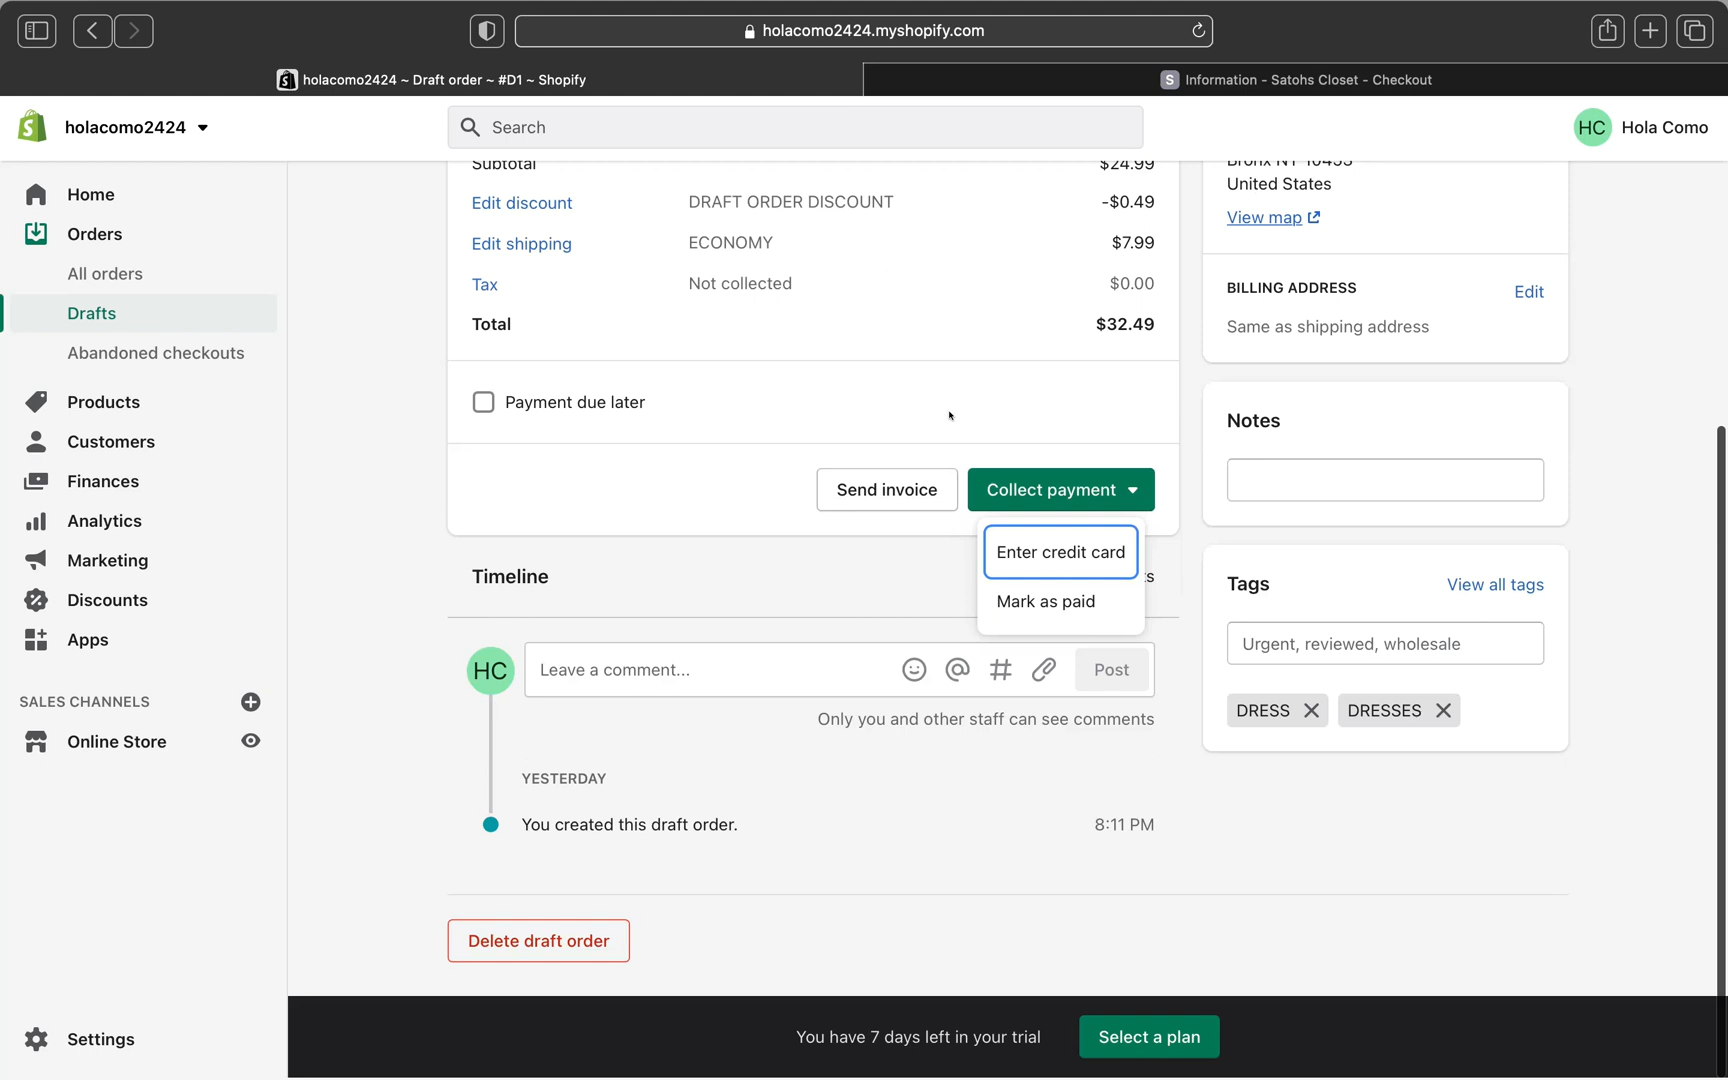 holacomo2424.myshopify.com
holacomo2424 ~ Draft order ~ #D1 ~ Shopify
S Information - Satohs Closet - Checkout
holacomo2424
Search
HC Hola Como
Home
Orders
All orders
Drafts
Abandoned checkouts
Products
Customers
Finances
Analytics
Marketing
Discounts
Apps
SALES CHANNELS
Online Store
Settings
Subtotal $24.99
Edit discount DRAFT ORDER DISCOUNT -$0.49
Edit shipping ECONOMY $7.99
Tax Not collected $0.00
Total $32.49
Payment due later
Send invoice Collect payment
Enter credit card
Mark as paid
Timeline
HC Leave a comment... Post
Only you and other staff can see comments
YESTERDAY
You created this draft order. 8:11 PM
Delete draft order
Bronx NY 10453
United States
View map
BILLING ADDRESS Edit
Same as shipping address
Notes
Tags View all tags
Urgent, reviewed, wholesale
DRESS DRESSES
You have 7 days left in your trial Select a plan